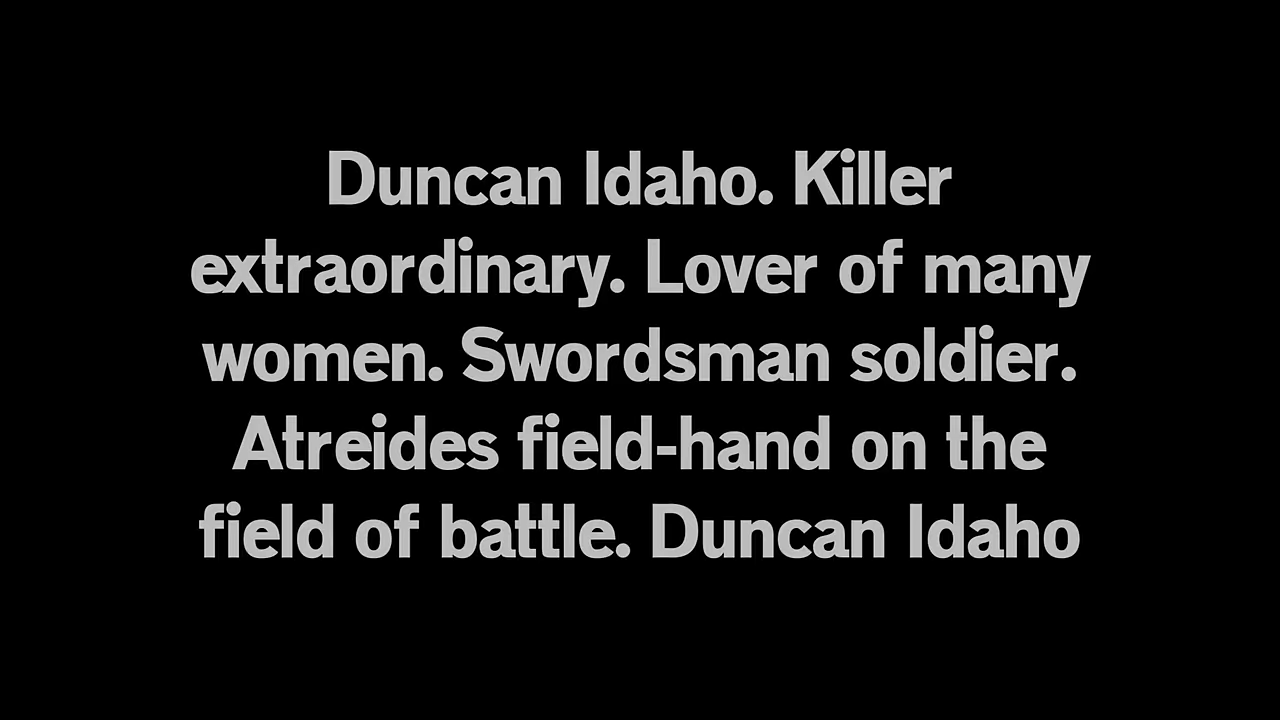 Duncan Idaho. Killer
extraordinary. Lover of many
women. Swordsman soldier.
Atreides field-hand on the
field of battle. Duncan Idaho